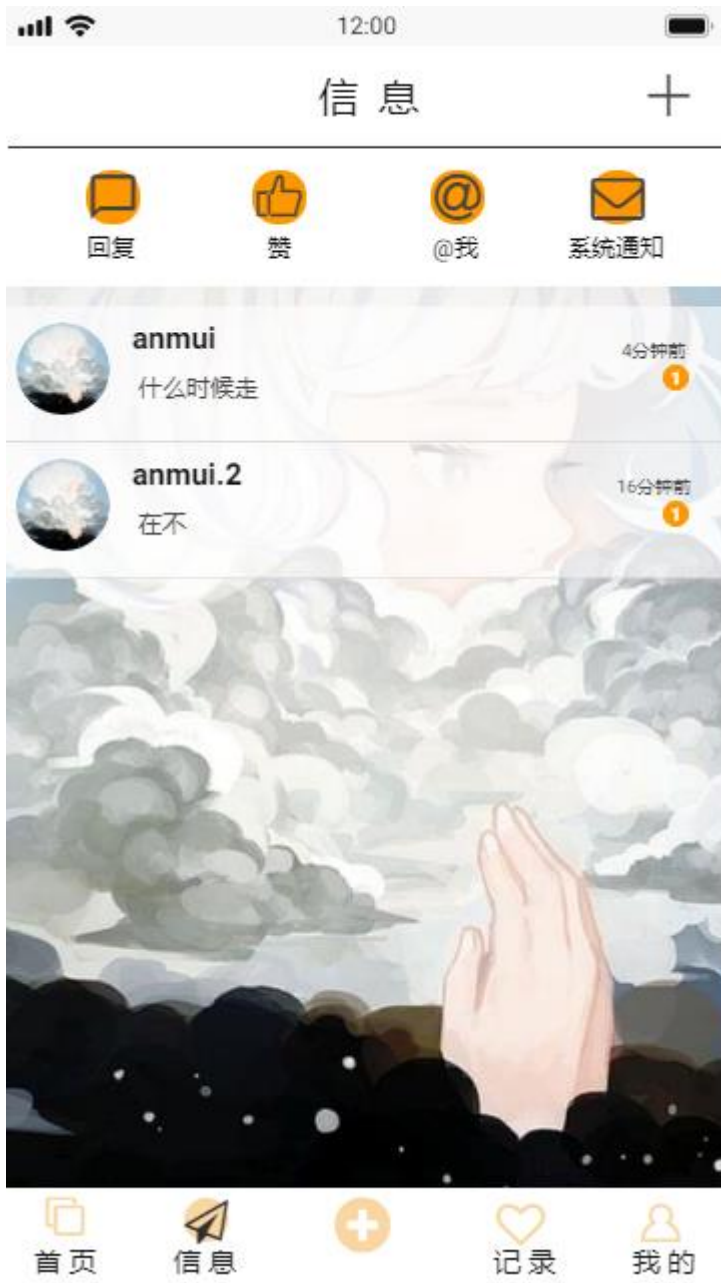 12:00
信息
回复 赞 @我 系统通知
anmui
4分钟前
什么时候走
1
anmui.2
16分钟前
在不
1
首页 信息 记录 我的